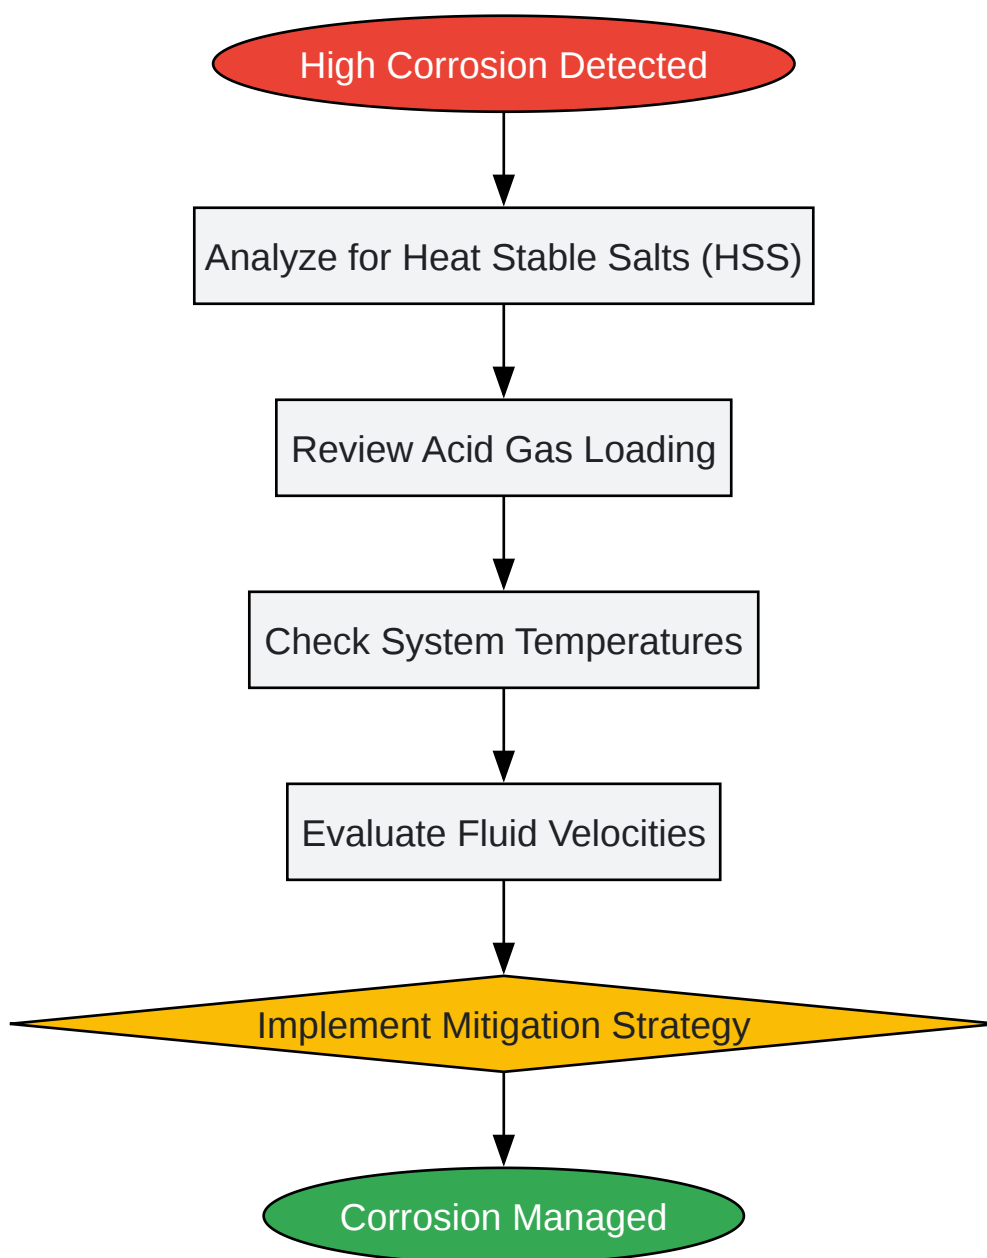 High Corrosion Detected
Analyze for Heat Stable Salts (HSS)
Review Acid Gas Loading
Check System Temperatures
Evaluate Fluid Velocities
Implement Mitigation Strategy
Corrosion Managed